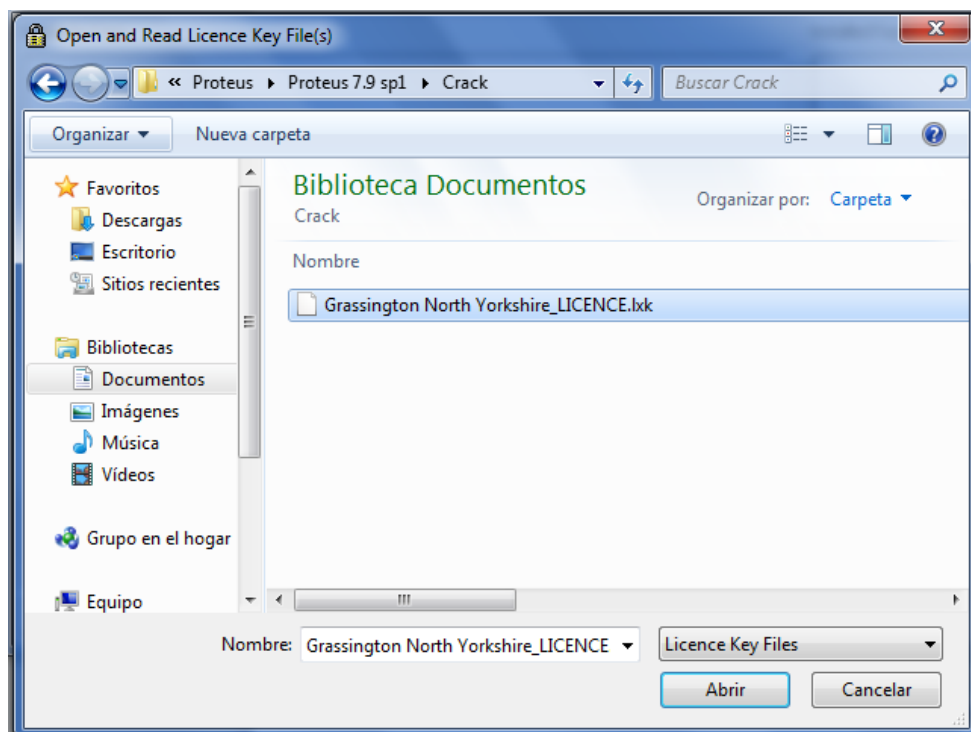 Open and Read Licence Key File(s)
« Proteus ▸ Proteus 7.9 sp1 ▸ Crack
Buscar Crack
Organizar
Nueva carpeta
Favoritos
Descargas
Escritorio
Sitios recientes
Bibliotecas
Documentos
Imágenes
Música
Vídeos
Grupo en el hogar
Equipo
Biblioteca Documentos
Crack
Organizar por: Carpeta
Nombre
Grassington North Yorkshire_LICENCE.lxk
Nombre: Grassington North Yorkshire_LICENCE
Licence Key Files
Abrir
Cancelar